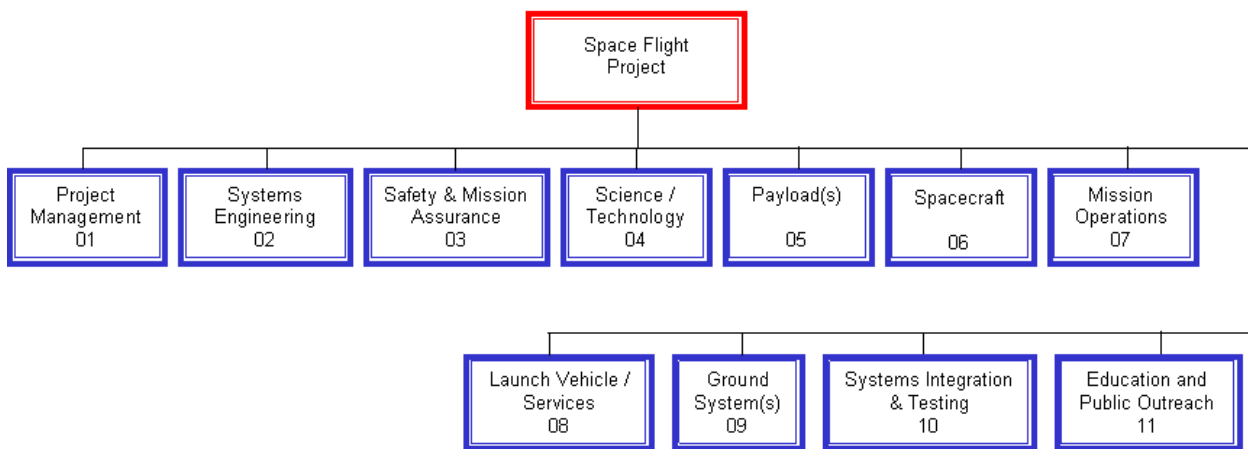 Space Flight
Project
Project
Management
01
Systems
Engineering
02
Safety & Mission
Assurance
03
Science /
Technology
04
Payload(s)
05
Spacecraft
06
Mission
Operations
07
Launch Vehicle /
Services
08
Ground
System(s)
09
Systems Integration
& Testing
10
Education and
Public Outreach
11